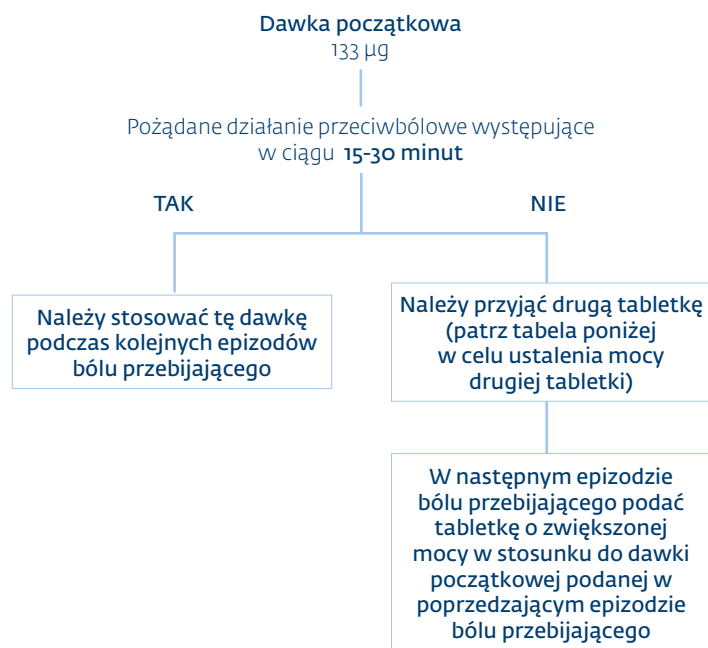 Dawka początkowa
133 µg
Pożądane działanie przeciwbólowe występujące
w ciągu 15-30 minut
TAK
NIE
Należy stosować tę dawkę
podczas kolejnych epizodów
bólu przebijającego
Należy przyjąć drugą tabletkę
(patrz tabela poniżej
w celu ustalenia mocy
drugiej tabletki)
W następnym epizodzie
bólu przebijającego podać
tabletkę o zwiększonej
mocy w stosunku do dawki
początkowej podanej w
poprzedzającym epizodzie
bólu przebijającego